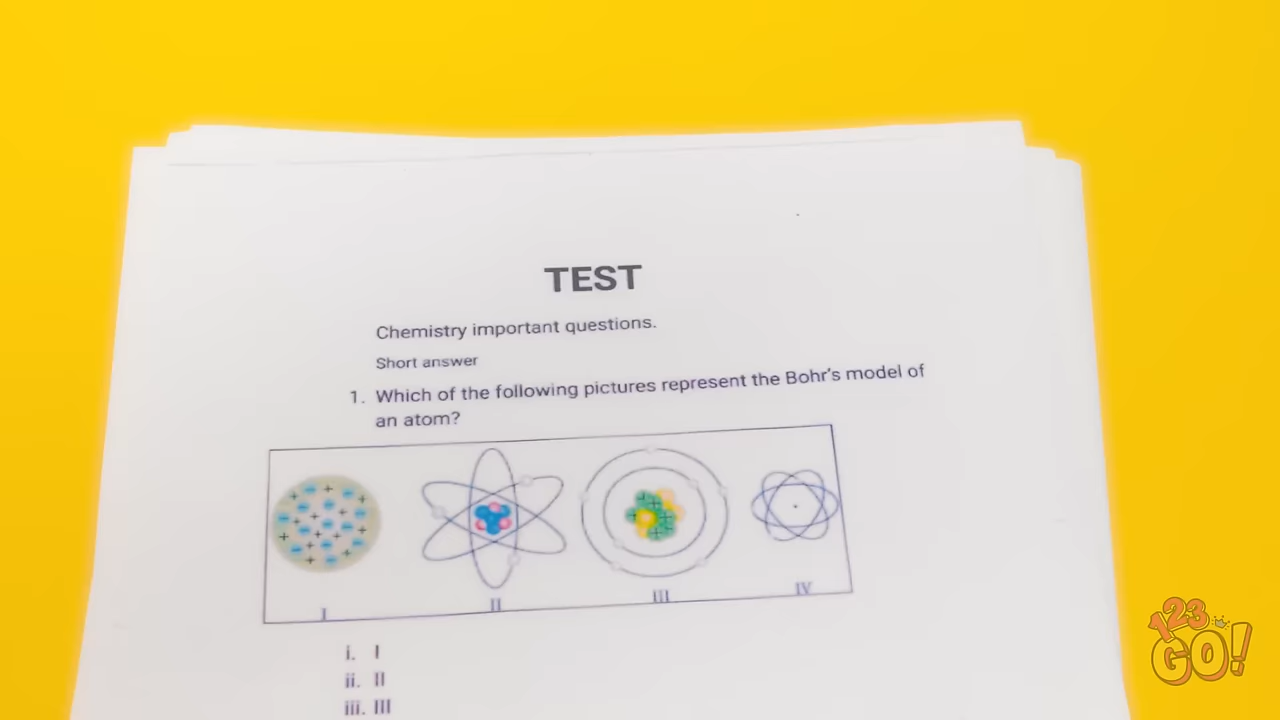 TEST
Chemistry important questions.
Short answer
1. Which of the following pictures represent the Bohr's model of
an atom?
I II III IV
i. I
ii. II
iii. III
123
GO!